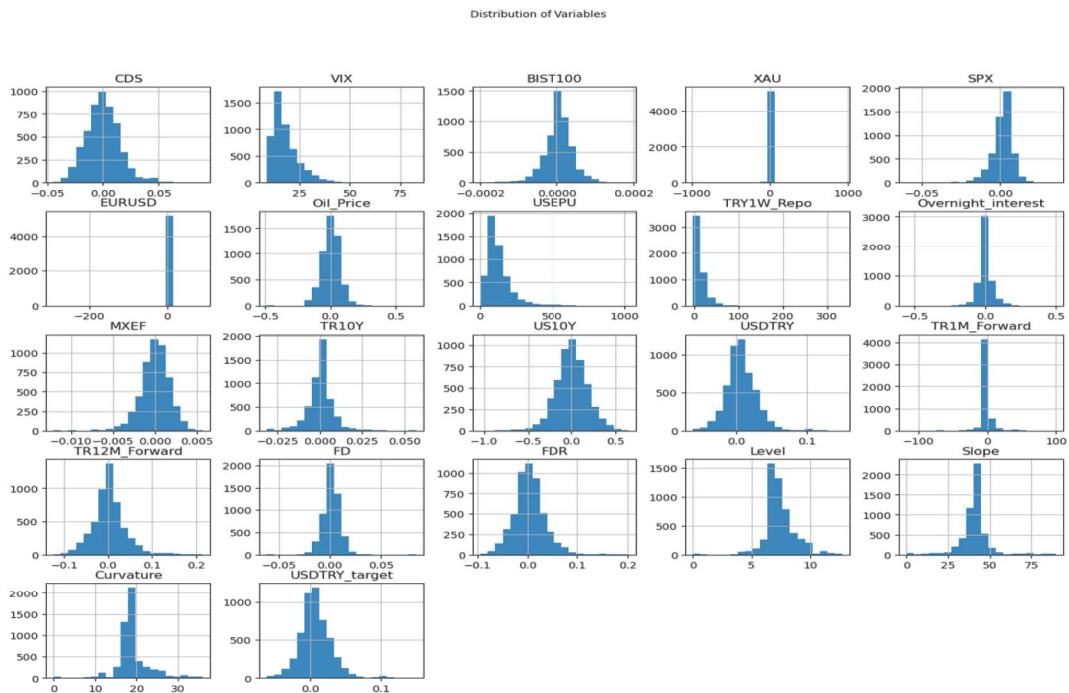 Distribution of Variables
CDS VIX BIST100 XAU SPX
1000 750 500 250 0
1500 1000 500 0
1500 1000 500 0
4000 2000 0
2000 1500 1000 500 0
−0.05 0.00 0.05
25 50 75
−0.0002 0.0000 0.0002
−1000 0 1000
−0.05 0.00
EURUSD Oil_Price USEPU TRY1W_Repo Overnight_interest
4000 2000 0
1500 1000 500 0
2000 1500 1000 500 0
3000 2000 1000 0
3000 2000 1000 0
−200 0
−0.5 0.0 0.5
0 500 1000
0 100 200 300
−0.5 0.0 0.5
MXEF TR10Y US10Y USDTRY TR1M_Forward
1000 750 500 250 0
2000 1500 1000 500 0
1000 750 500 250 0
1000 500 0
4000 3000 2000 1000 0
−0.010 −0.005 0.000 0.005
−0.025 0.000 0.025 0.050
−1.0 −0.5 0.0 0.5
0.0 0.1
−100 0 100
TR12M_Forward FD FDR Level Slope
1000 500 0
2000 1500 1000 500 0
1000 750 500 250 0
1500 1000 500 0
2000 1500 1000 500 0
−0.1 0.0 0.1 0.2
−0.05 0.00 0.05
−0.1 0.0 0.1 0.2
0 5 10
0 25 50 75
Curvature USDTRY_target
2000 1500 1000 500 0
1000 500 0
0 10 20 30
0.0 0.1